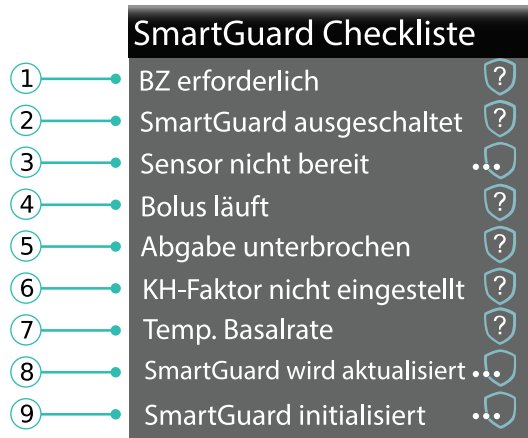 SmartGuard Checkliste
1 BZ erforderlich ?
2 SmartGuard ausgeschaltet ?
3 Sensor nicht bereit ...
4 Bolus läuft ?
5 Abgabe unterbrochen ?
6 KH-Faktor nicht eingestellt ?
7 Temp. Basalrate ?
8 SmartGuard wird aktualisiert ...
9 SmartGuard initialisiert ...